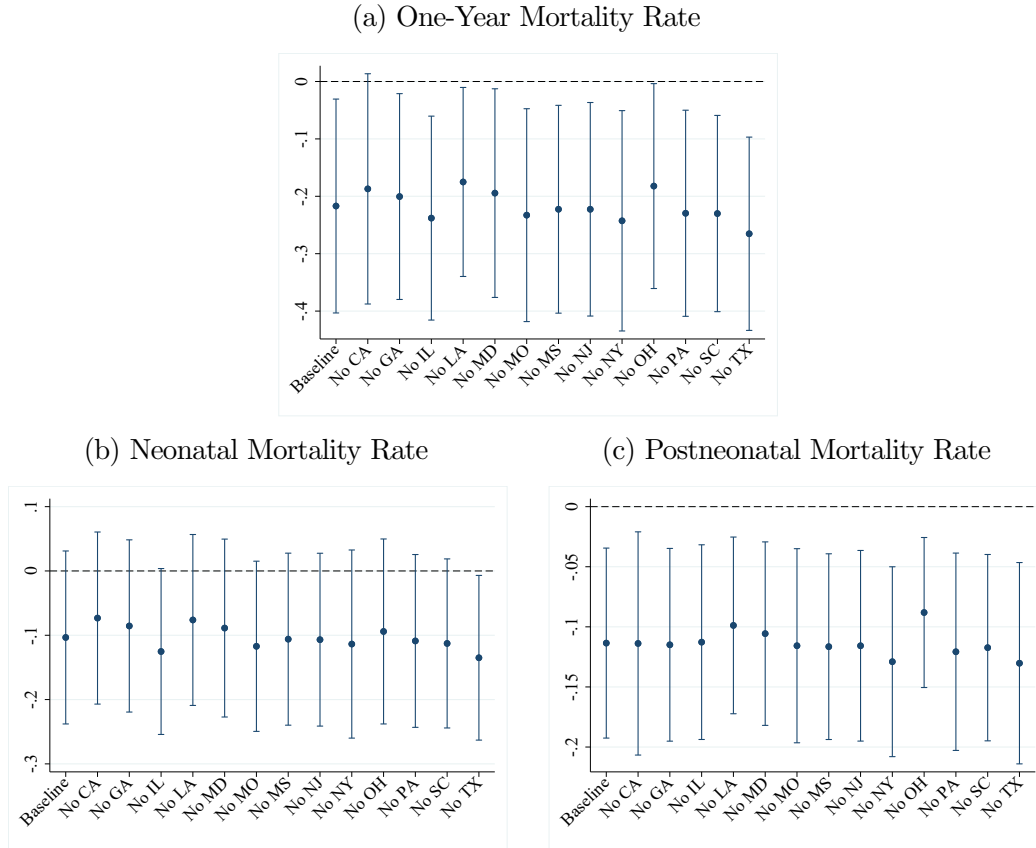 (a) One-Year Mortality Rate
0
-.1
-.2
-.3
-.4
Baseline
No CA
No GA
No IL
No LA
No MD
No MO
No MS
No NJ
No NY
No OH
No PA
No SC
No TX
(b) Neonatal Mortality Rate
.1
0
-.1
-.2
-.3
Baseline
No CA
No GA
No IL
No LA
No MD
No MO
No MS
No NJ
No NY
No OH
No PA
No SC
No TX
(c) Postneonatal Mortality Rate
0
-.05
-.1
-.15
-.2
Baseline
No CA
No GA
No IL
No LA
No MD
No MO
No MS
No NJ
No NY
No OH
No PA
No SC
No TX